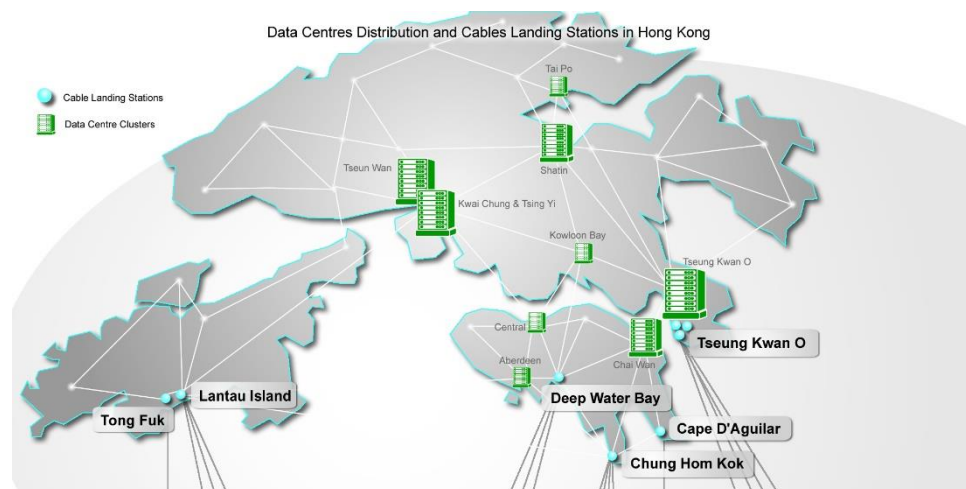 Data Centres Distribution and Cables Landing Stations in Hong Kong
Cable Landing Stations
Data Centre Clusters
Tai Po
Shatin
Tseun Wan
Kwai Chung & Tsing Yi
Kowloon Bay
Tseung Kwan O
Central
Chai Wan
Aberdeen
Tseung Kwan O
Deep Water Bay
Lantau Island
Tong Fuk
Cape D'Aguilar
Chung Hom Kok